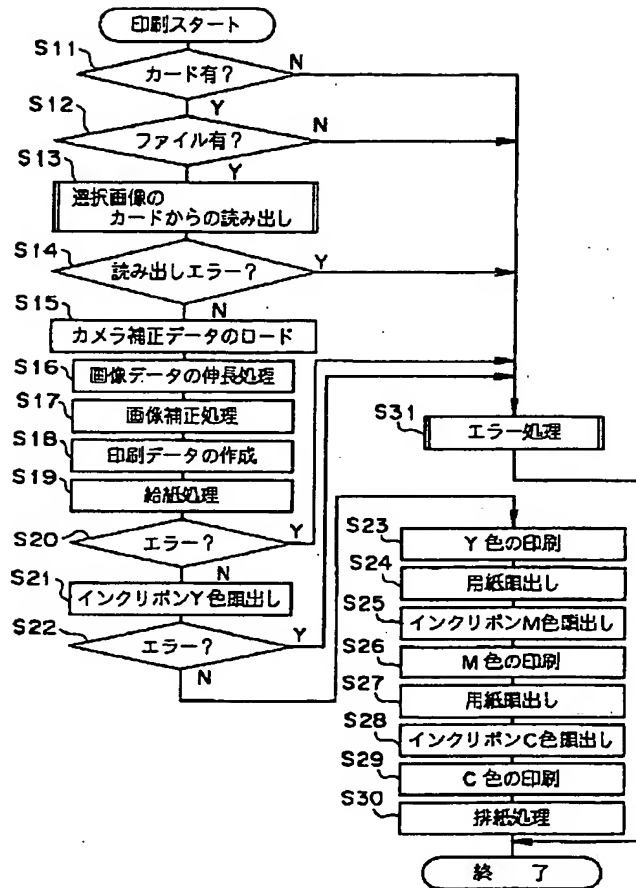 印刷スタート
S11
カード有?
N
Y
S12
ファイル有?
N
Y
S13
選択画像の
カードからの読み出し
S14
読み出しエラー?
Y
N
S15
カメラ補正データのロード
S16
画像データの伸長処理
S17
画像補正処理
S18
印刷データの作成
S19
給紙処理
S20
エラー?
Y
N
S21
インクリボンY色頭出し
S22
エラー?
Y
N
S31
エラー処理
S23
Y色の印刷
S24
用紙頭出し
S25
インクリボンM色頭出し
S26
M色の印刷
S27
用紙頭出し
S28
インクリボンC色頭出し
S29
C色の印刷
S30
排紙処理
終 了